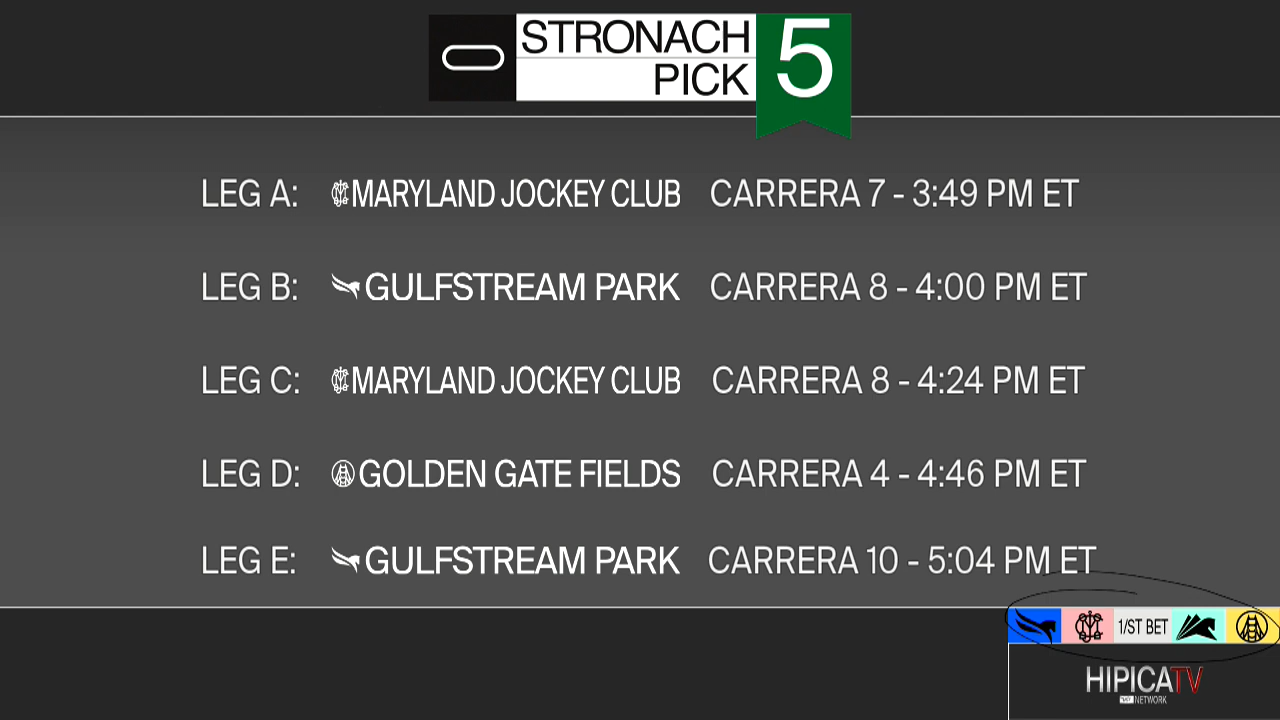 STRONACH
PICK
5
LEG A: MARYLAND JOCKEY CLUB CARRERA 7 - 3:49 PM ET
LEG B: GULFSTREAM PARK CARRERA 8 - 4:00 PM ET
LEG C: MARYLAND JOCKEY CLUB CARRERA 8 - 4:24 PM ET
LEG D: GOLDEN GATE FIELDS CARRERA 4 - 4:46 PM ET
LEG E: GULFSTREAM PARK CARRERA 10 - 5:04 PM ET
1/ST BET
HIPICATV
NETWORK